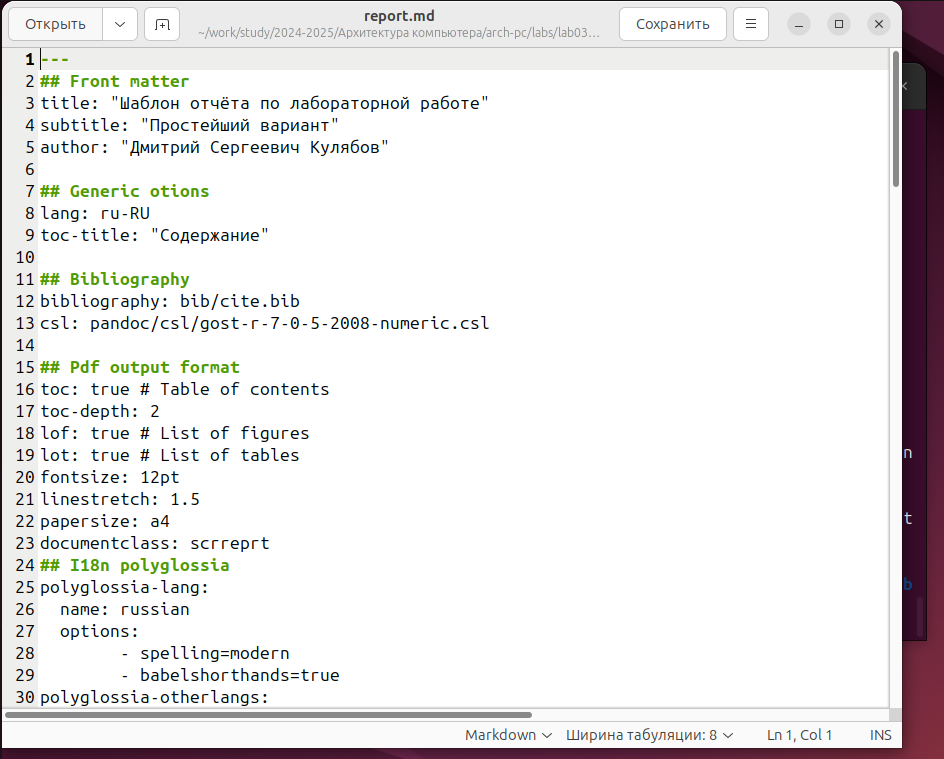 Открыть
report.md
~/work/study/2024-2025/Архитектура компьютера/arch-pc/labs/lab03...
Сохранить
1 ---
2 ## Front matter
3 title: "Шаблон отчёта по лабораторной работе"
4 subtitle: "Простейший вариант"
5 author: "Дмитрий Сергеевич Кулябов"
6
7 ## Generic otions
8 lang: ru-RU
9 toc-title: "Содержание"
10
11 ## Bibliography
12 bibliography: bib/cite.bib
13 csl: pandoc/csl/gost-r-7-0-5-2008-numeric.csl
14
15 ## Pdf output format
16 toc: true # Table of contents
17 toc-depth: 2
18 lof: true # List of figures
19 lot: true # List of tables
20 fontsize: 12pt
21 linestretch: 1.5
22 papersize: a4
23 documentclass: scrreprt
24 ## I18n polyglossia
25 polyglossia-lang:
26   name: russian
27   options:
28         - spelling=modern
29         - babelshorthands=true
30 polyglossia-otherlangs:
n
t
b
Markdown Ширина табуляции: 8 Ln 1, Col 1 INS